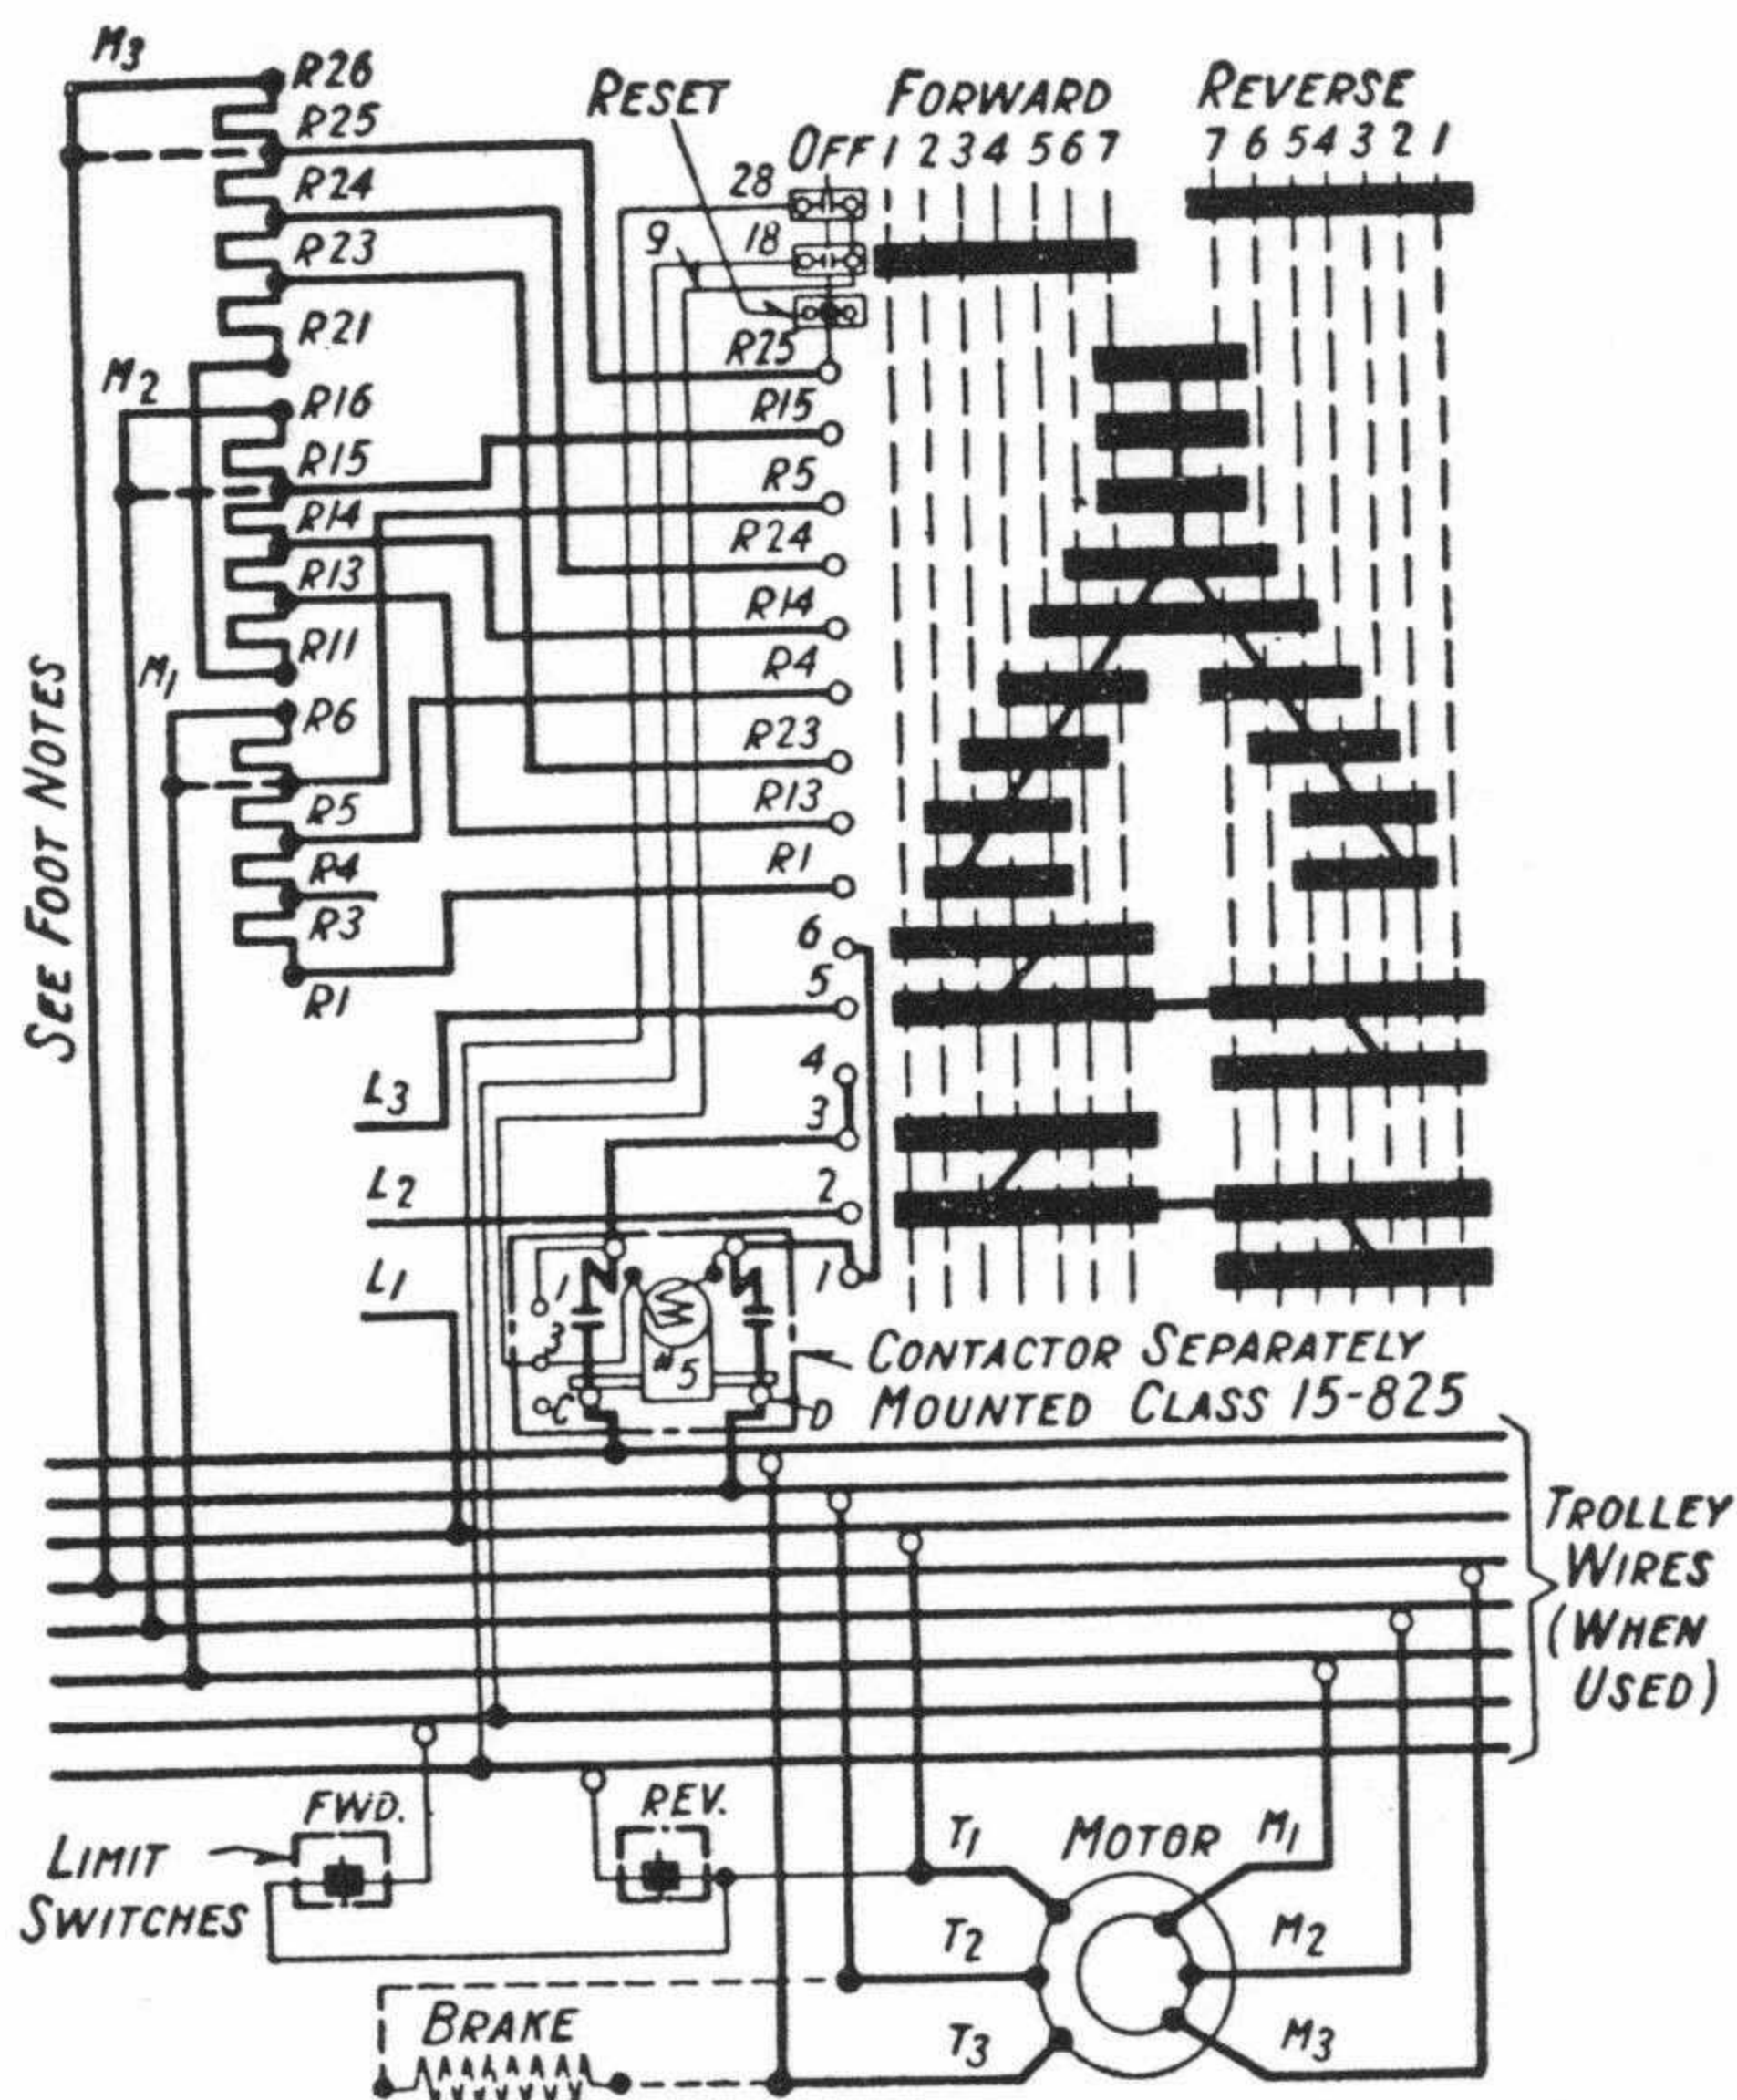 M3
R26
R25
R24
R23
R21
M2
R16
R15
R14
R13
R11
M1
R6
R5
R4
R3
R1
SEE FOOT NOTES
RESET
FORWARD
REVERSE
OFF 1 2 3 4 5 6 7
7 6 5 4 3 2 1
28
18
9
R25
R15
R5
R24
R14
R4
R23
R13
R1
6
5
4
3
2
1
L3
L2
L1
1
3
C
#5
D
CONTACTOR SEPARATELY
MOUNTED CLASS 15-825
TROLLEY
WIRES
(WHEN
USED)
FWD.
REV.
LIMIT
SWITCHES
T1
MOTOR
M1
T2
M2
BRAKE
T3
M3